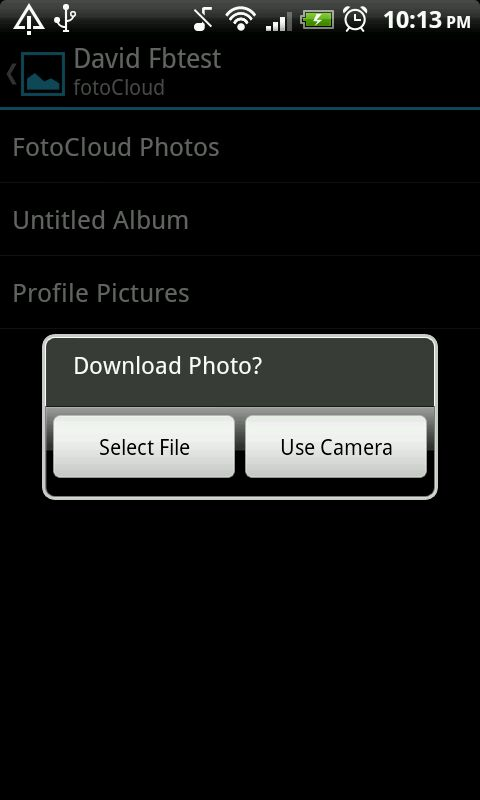 10:13 PM
David Fbtest
fotoCloud
FotoCloud Photos
Untitled Album
Profile Pictures
Download Photo?
Select File
Use Camera